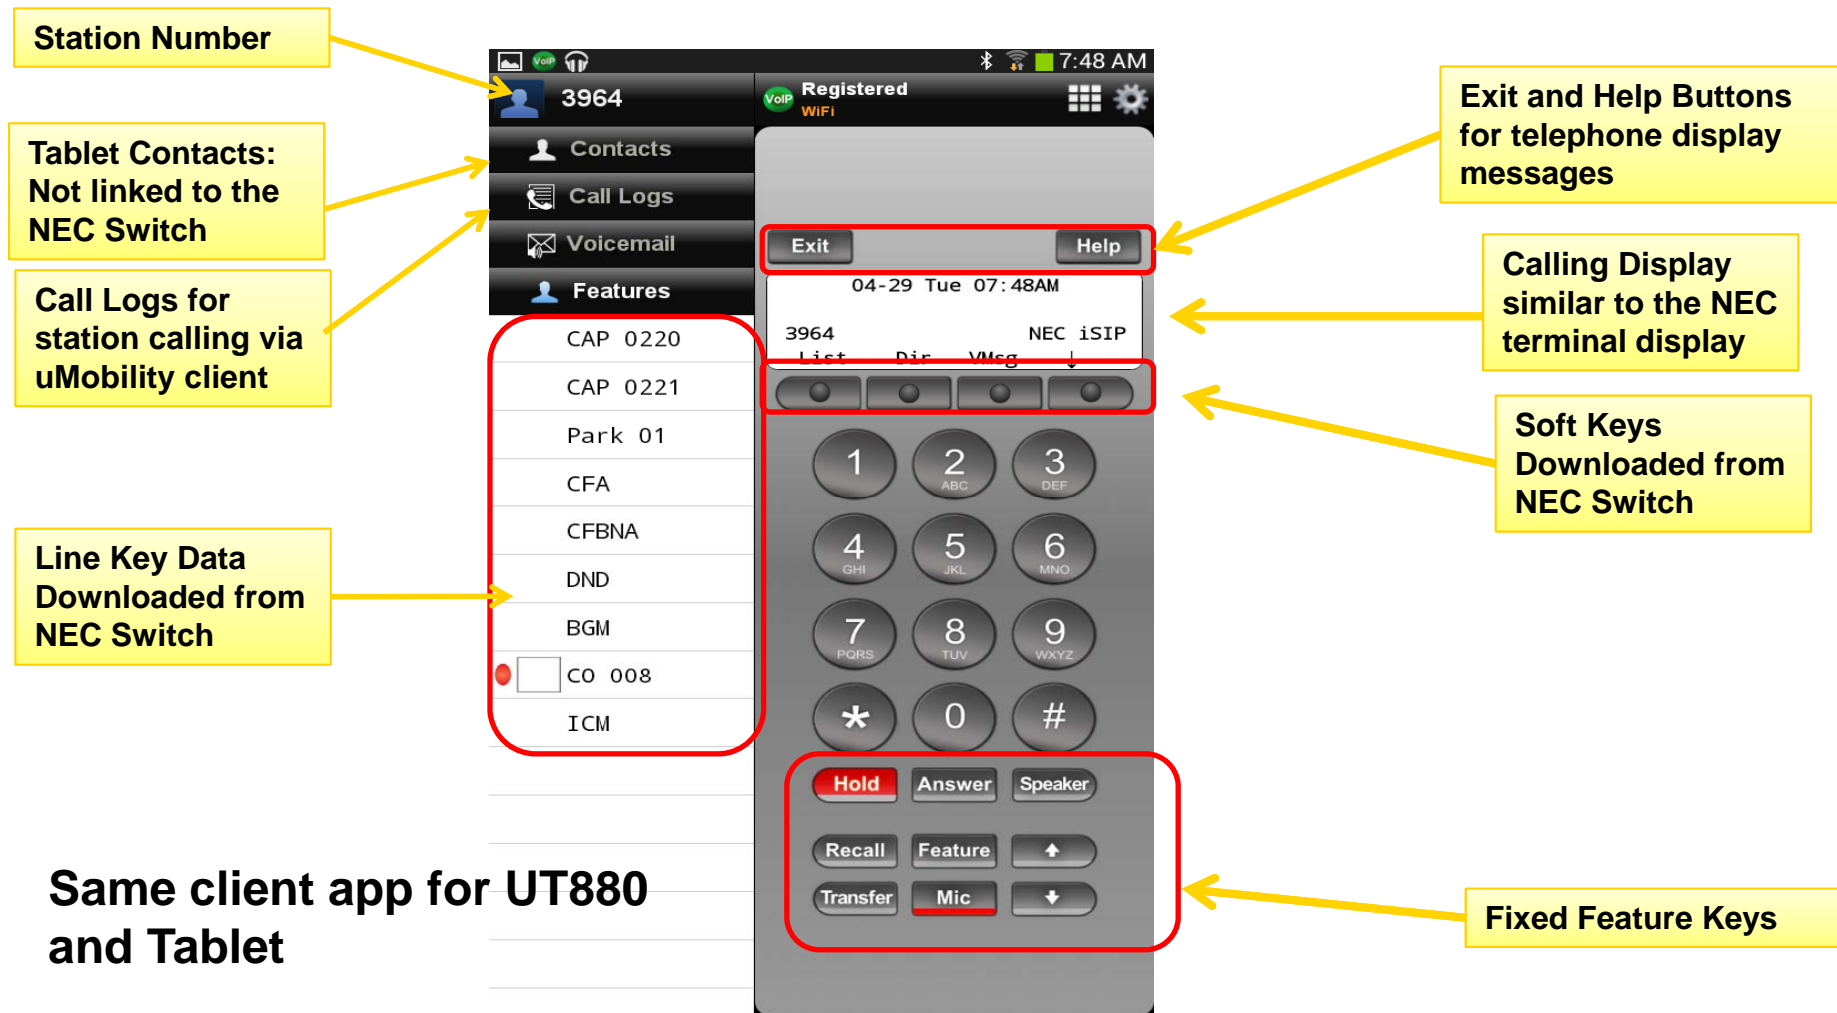 Station Number
Tablet Contacts:
Not linked to the
NEC Switch
Call Logs for
station calling via
uMobility client
Line Key Data
Downloaded from
NEC Switch
Same client app for UT880
and Tablet
VoIP
7:48 AM
3964
Contacts
Call Logs
Voicemail
Features
CAP 0220
CAP 0221
Park 01
CFA
CFBNA
DND
BGM
CO 008
ICM
VoIP
Registered
WiFi
Exit
Help
04-29 Tue 07:48AM
3964 NEC iSIP
List Dir VMsg ↓
1
2
ABC
3
DEF
4
GHI
5
JKL
6
MNO
7
PQRS
8
TUV
9
WXYZ
*
0
#
Hold
Answer
Speaker
Recall
Feature
Transfer
Mic
Exit and Help Buttons
for telephone display
messages
Calling Display
similar to the NEC
terminal display
Soft Keys
Downloaded from
NEC Switch
Fixed Feature Keys